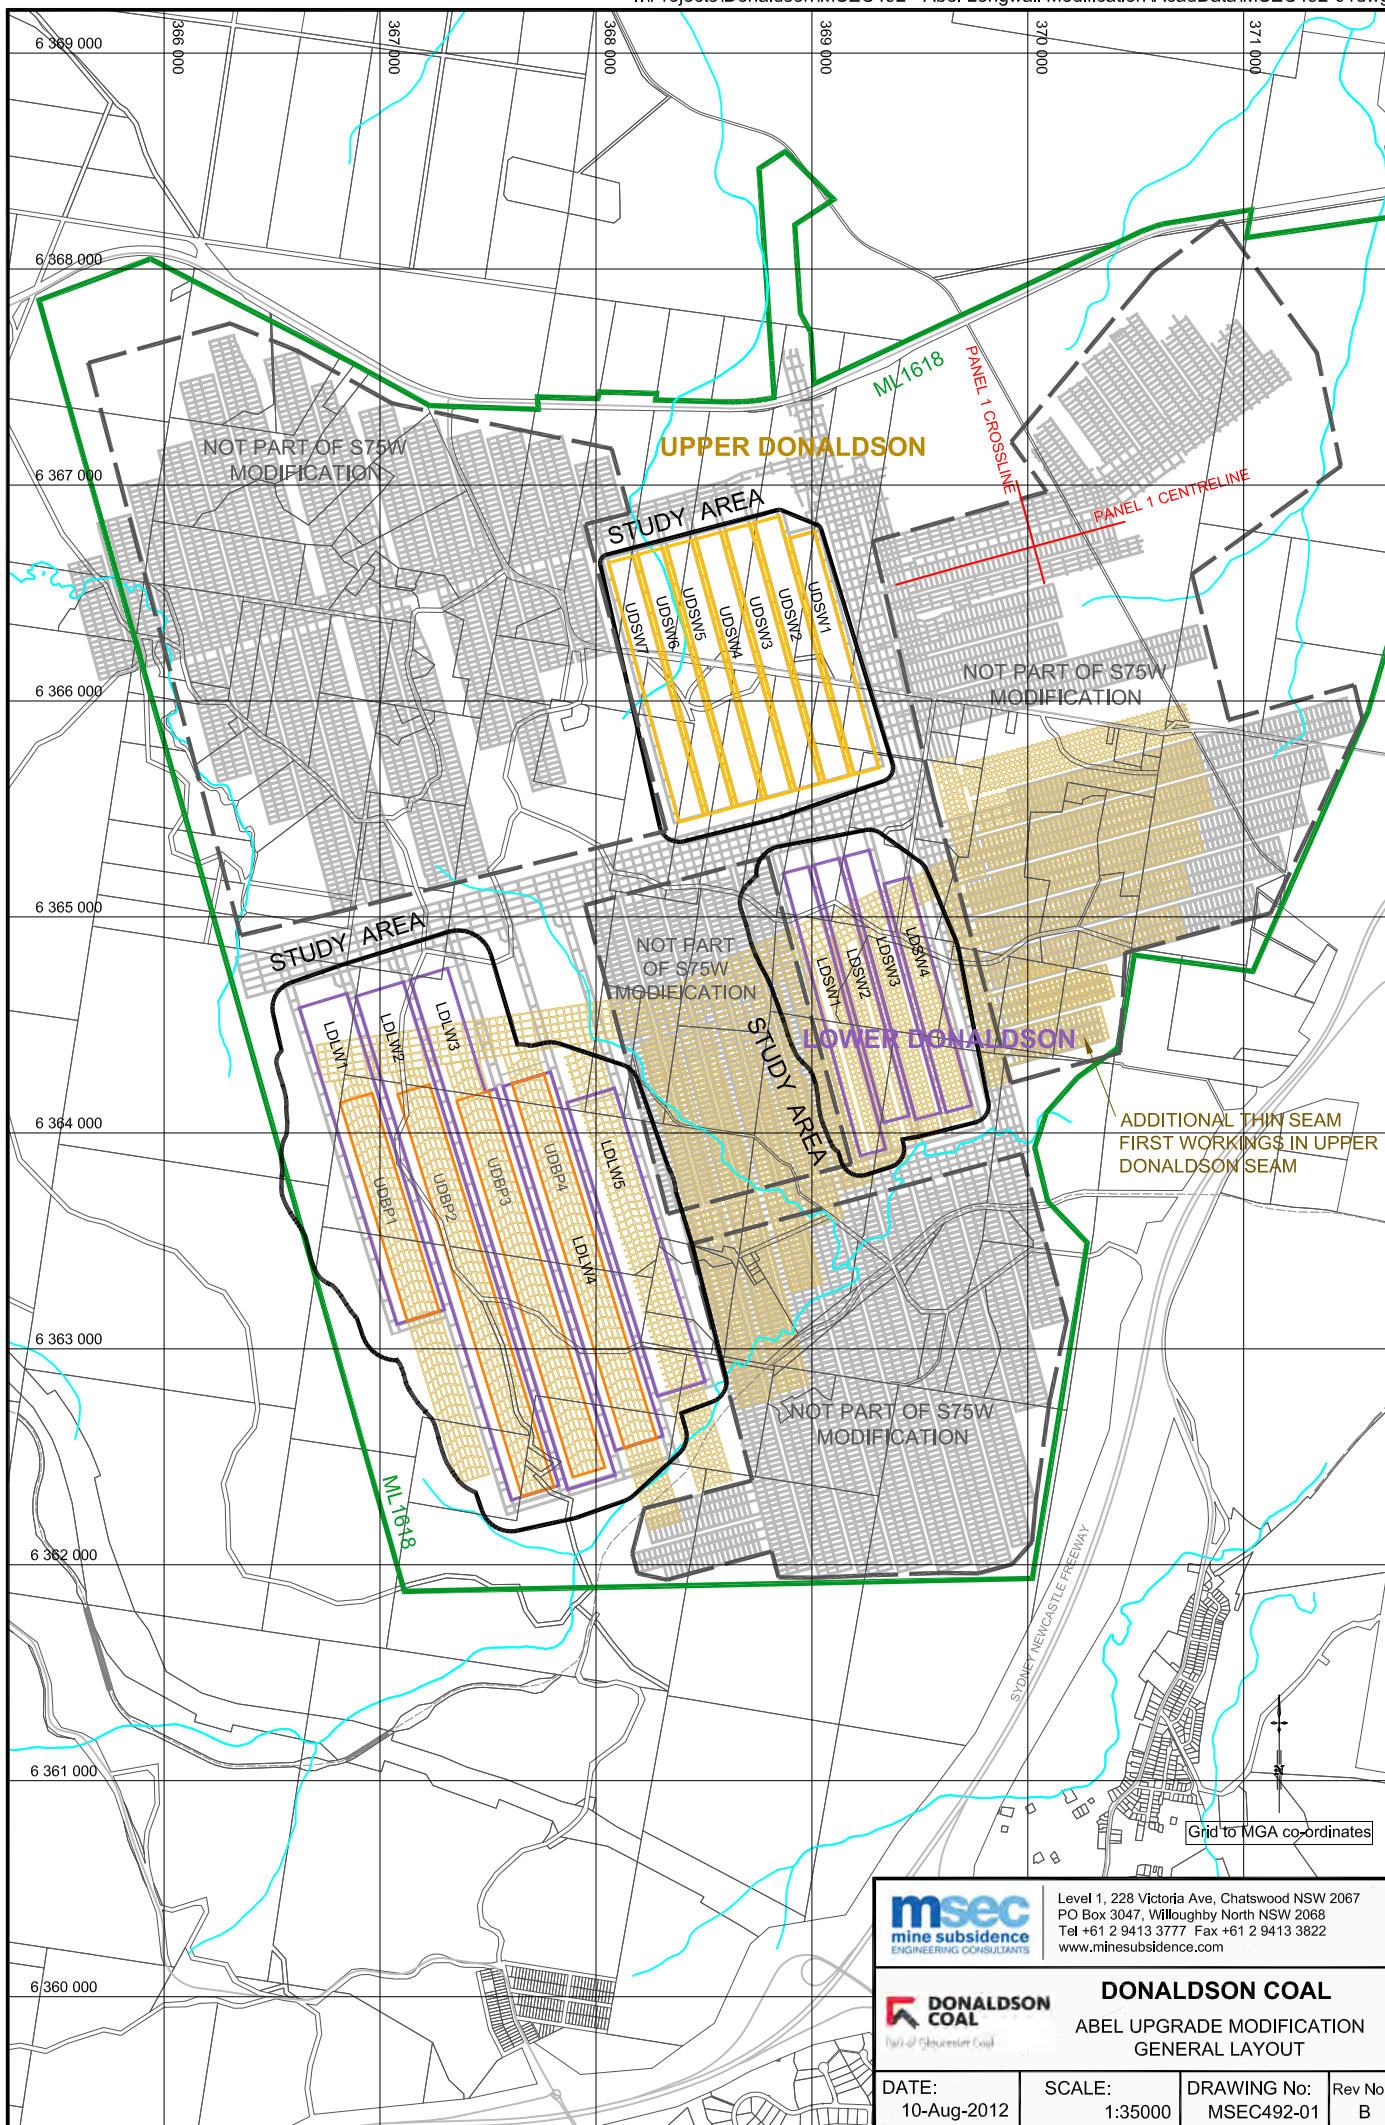 366 000
367 000
368 000
369 000
370 000
371 000
6 369 000
6 368 000
6 367 000
6 366 000
6 365 000
6 364 000
6 363 000
6 362 000
6 361 000
6 360 000
ML1618
PANEL 1 CROSSLINE
PANEL 1 CENTRELINE
NOT PART OF S75W
MODIFICATION
UPPER DONALDSON
STUDY AREA
UDSW7
UDSW6
UDSW5
UDSW4
UDSW3
UDSW2
UDSW1
NOT PART OF S75W
MODIFICATION
STUDY AREA
NOT PART
OF S75W
MODIFICATION
LDSW1
LDSW2
LDSW3
LDSW4
STUDY AREA
LOWER DONALDSON
LDLW1
LDLW2
LDLW3
LDLW4
LDLW5
UDBP1
UDBP2
UDBP3
UDBP4
ADDITIONAL THIN SEAM
FIRST WORKINGS IN UPPER
DONALDSON SEAM
NOT PART OF S75W
MODIFICATION
ML1618
SYDNEY NEWCASTLE FREEWAY
N
Grid to MGA co-ordinates
msec
mine subsidence
ENGINEERING CONSULTANTS
Level 1, 228 Victoria Ave, Chatswood NSW 2067
PO Box 3047, Willoughby North NSW 2068
Tel +61 2 9413 3777 Fax +61 2 9413 3822
www.minesubsidence.com
DONALDSON
COAL
Part of Gloucester Coal
DONALDSON COAL
ABEL UPGRADE MODIFICATION
GENERAL LAYOUT
DATE:
10-Aug-2012
SCALE:
1:35000
DRAWING No:
MSEC492-01
Rev No
B